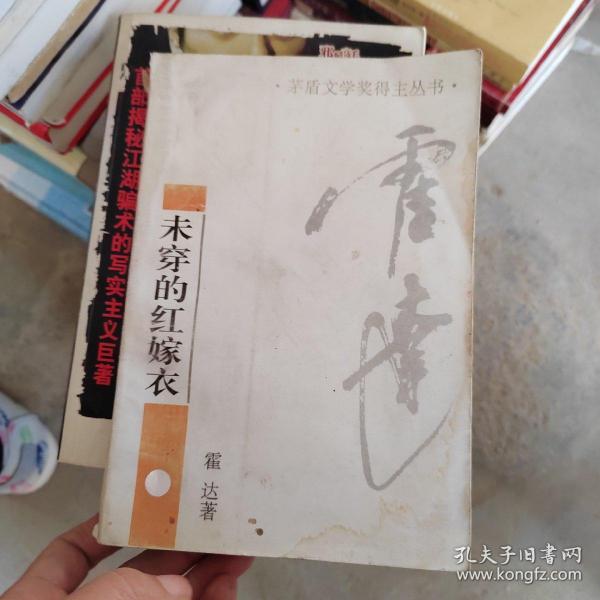 ·茅盾文学奖得主丛书·
霍达
未穿的红嫁衣
霍 达著
首部揭秘江湖骗术的写实主义巨著
孔夫子旧书网
www.kongfz.com